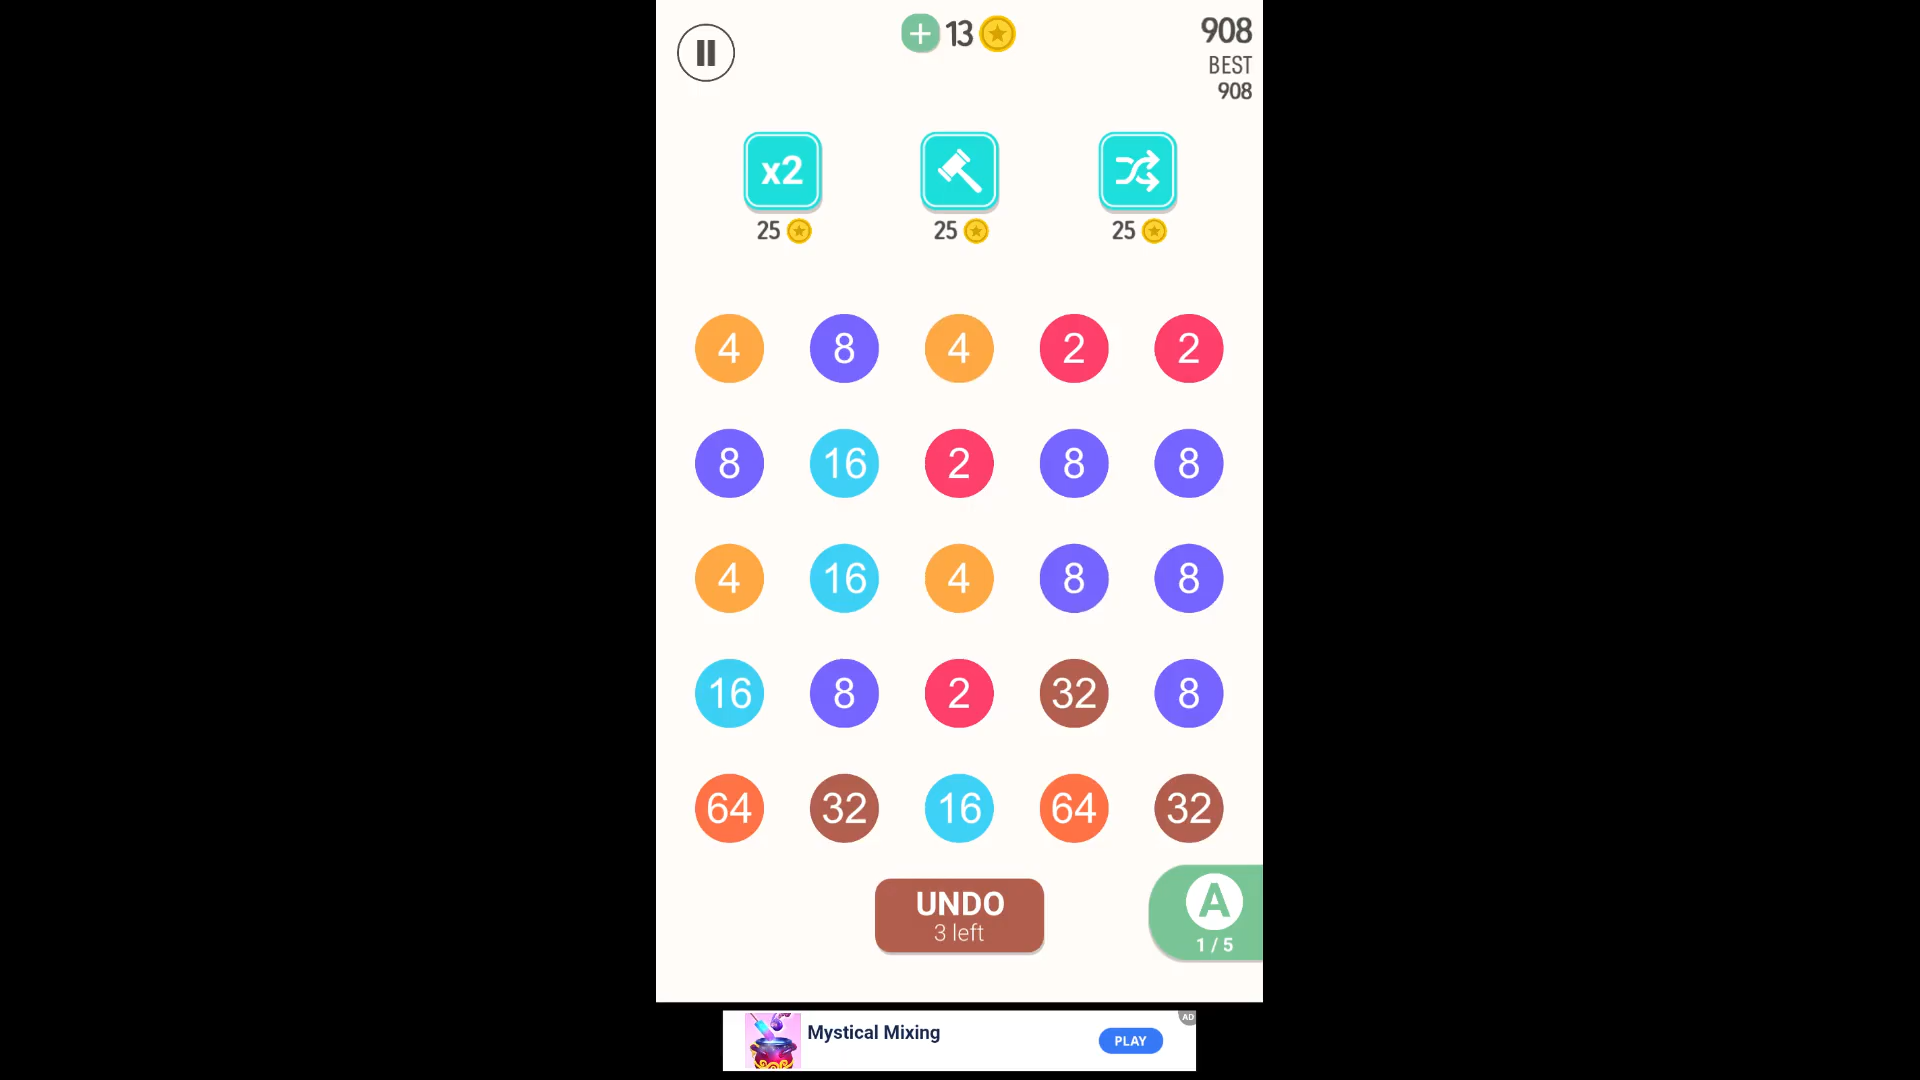 13
908
BEST
908
x2
25 25 25
4 8 4 2 2
8 16 2 8 8
4 16 4 8 8
16 8 2 32 8
64 32 16 64 32
UNDO
3 left
A
1 / 5
Mystical Mixing
PLAY
AD